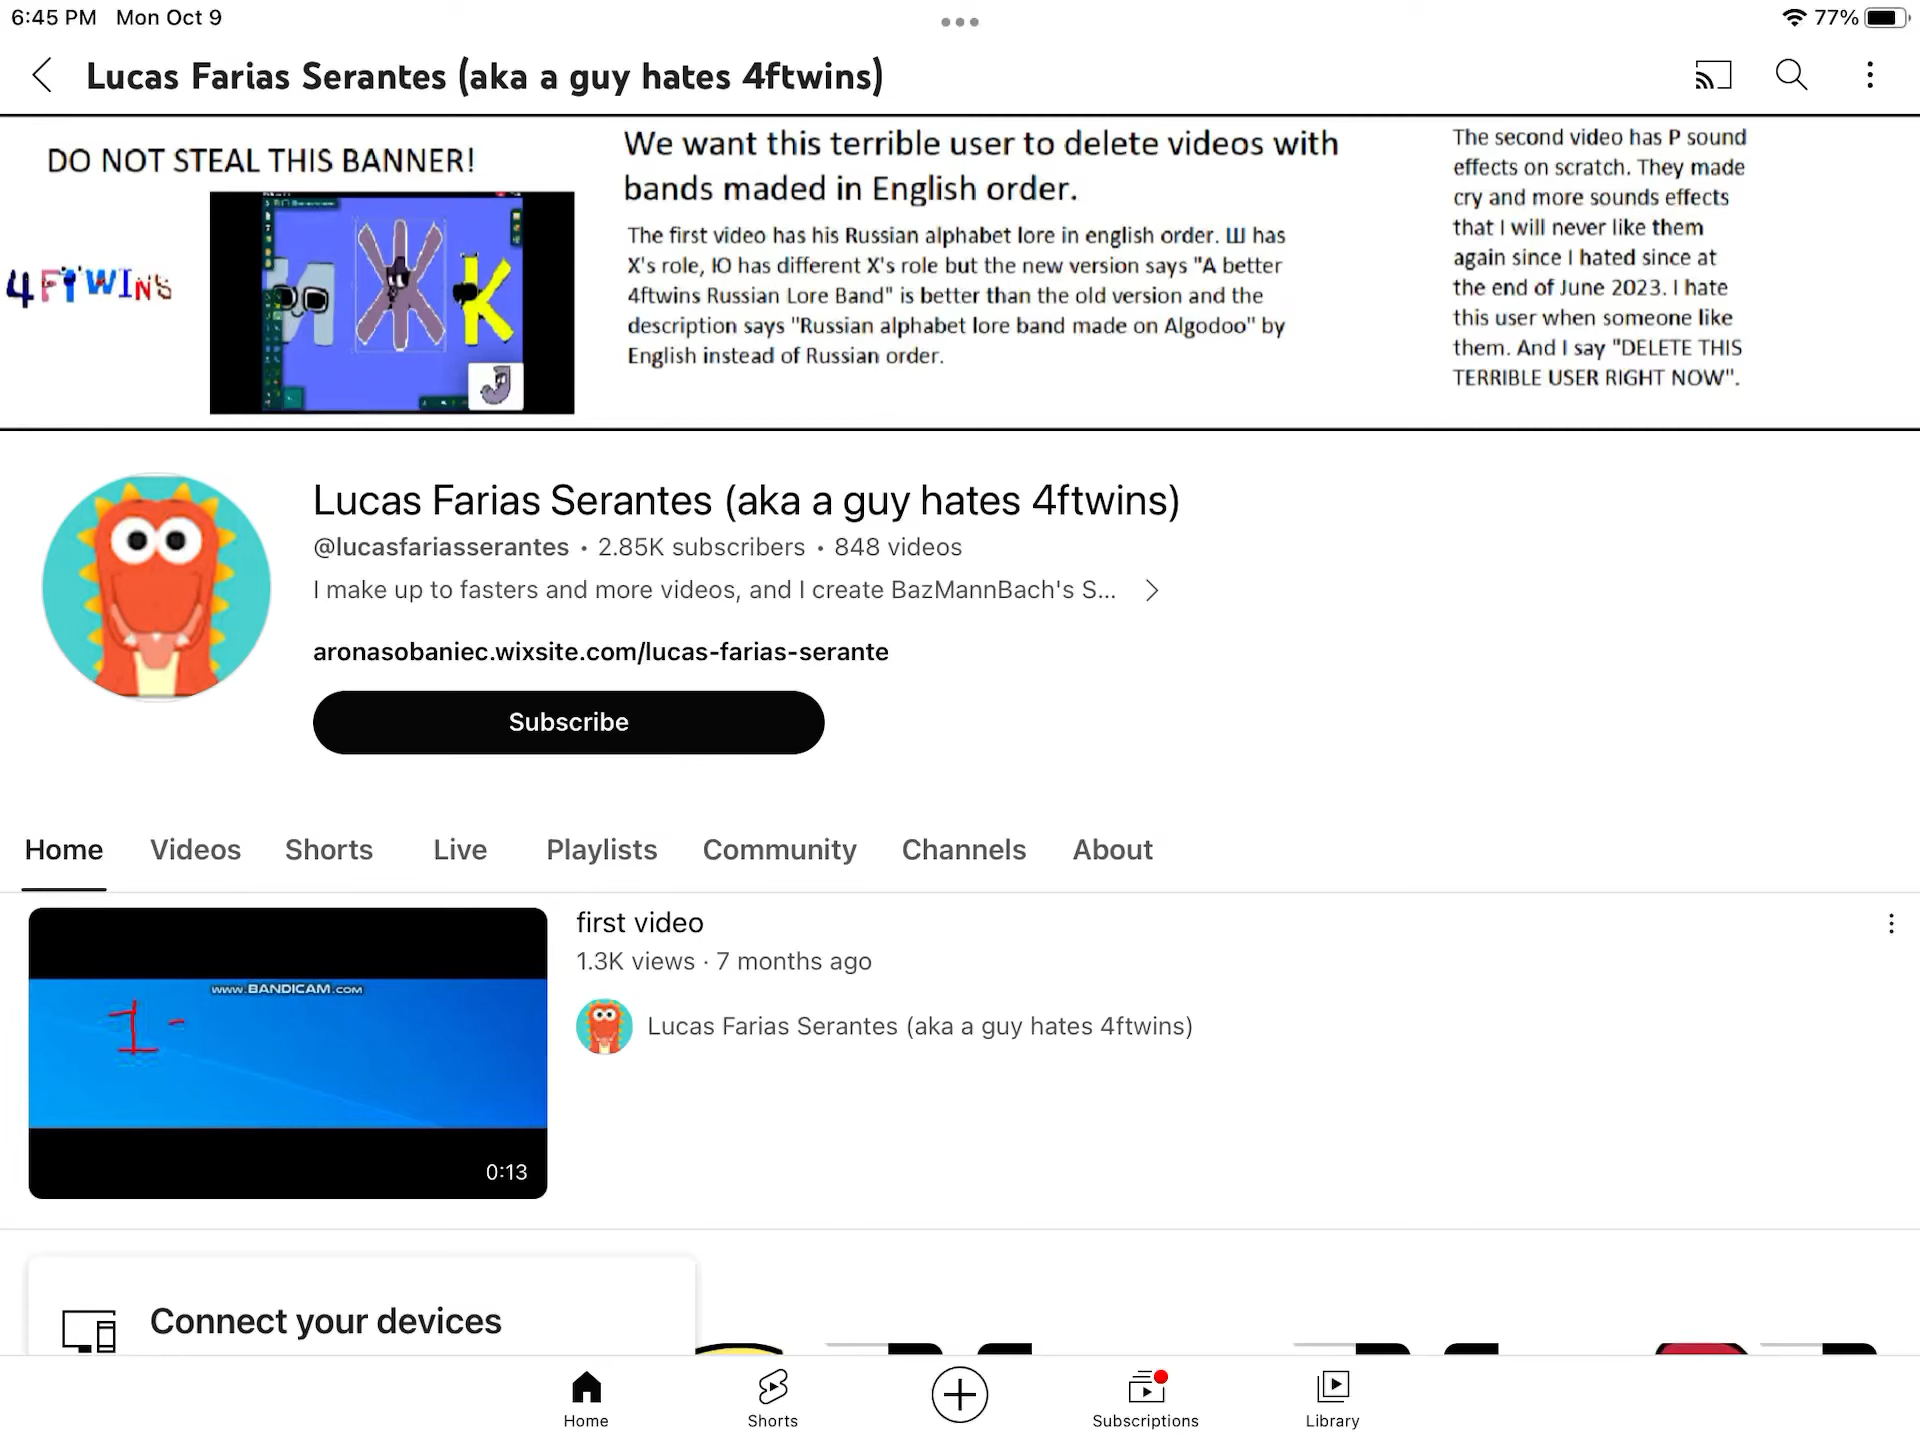 6:45 PM Mon Oct 9
77%
Lucas Farias Serantes (aka a guy hates 4ftwins)
DO NOT STEAL THIS BANNER!
4FTWINS
We want this terrible user to delete videos with
bands maded in English order.
The first video has his Russian alphabet lore in english order. Ш has
X's role, Ю has different X's role but the new version says "A better
4ftwins Russian Lore Band" is better than the old version and the
description says "Russian alphabet lore band made on Algodoo" by
English instead of Russian order.
The second video has P sound
effects on scratch. They made
cry and more sounds effects
that I will never like them
again since I hated since at
the end of June 2023. I hate
this user when someone like
them. And I say "DELETE THIS
TERRIBLE USER RIGHT NOW".
И Ж К
Lucas Farias Serantes (aka a guy hates 4ftwins)
@lucasfariasserantes • 2.85K subscribers • 848 videos
I make up to fasters and more videos, and I create BazMannBach's S...
aronasobaniec.wixsite.com/lucas-farias-serante
Subscribe
Home Videos Shorts Live Playlists Community Channels About
www.BANDICAM.com
1 -
0:13
first video
1.3K views · 7 months ago
Lucas Farias Serantes (aka a guy hates 4ftwins)
Connect your devices
Home Shorts Subscriptions Library